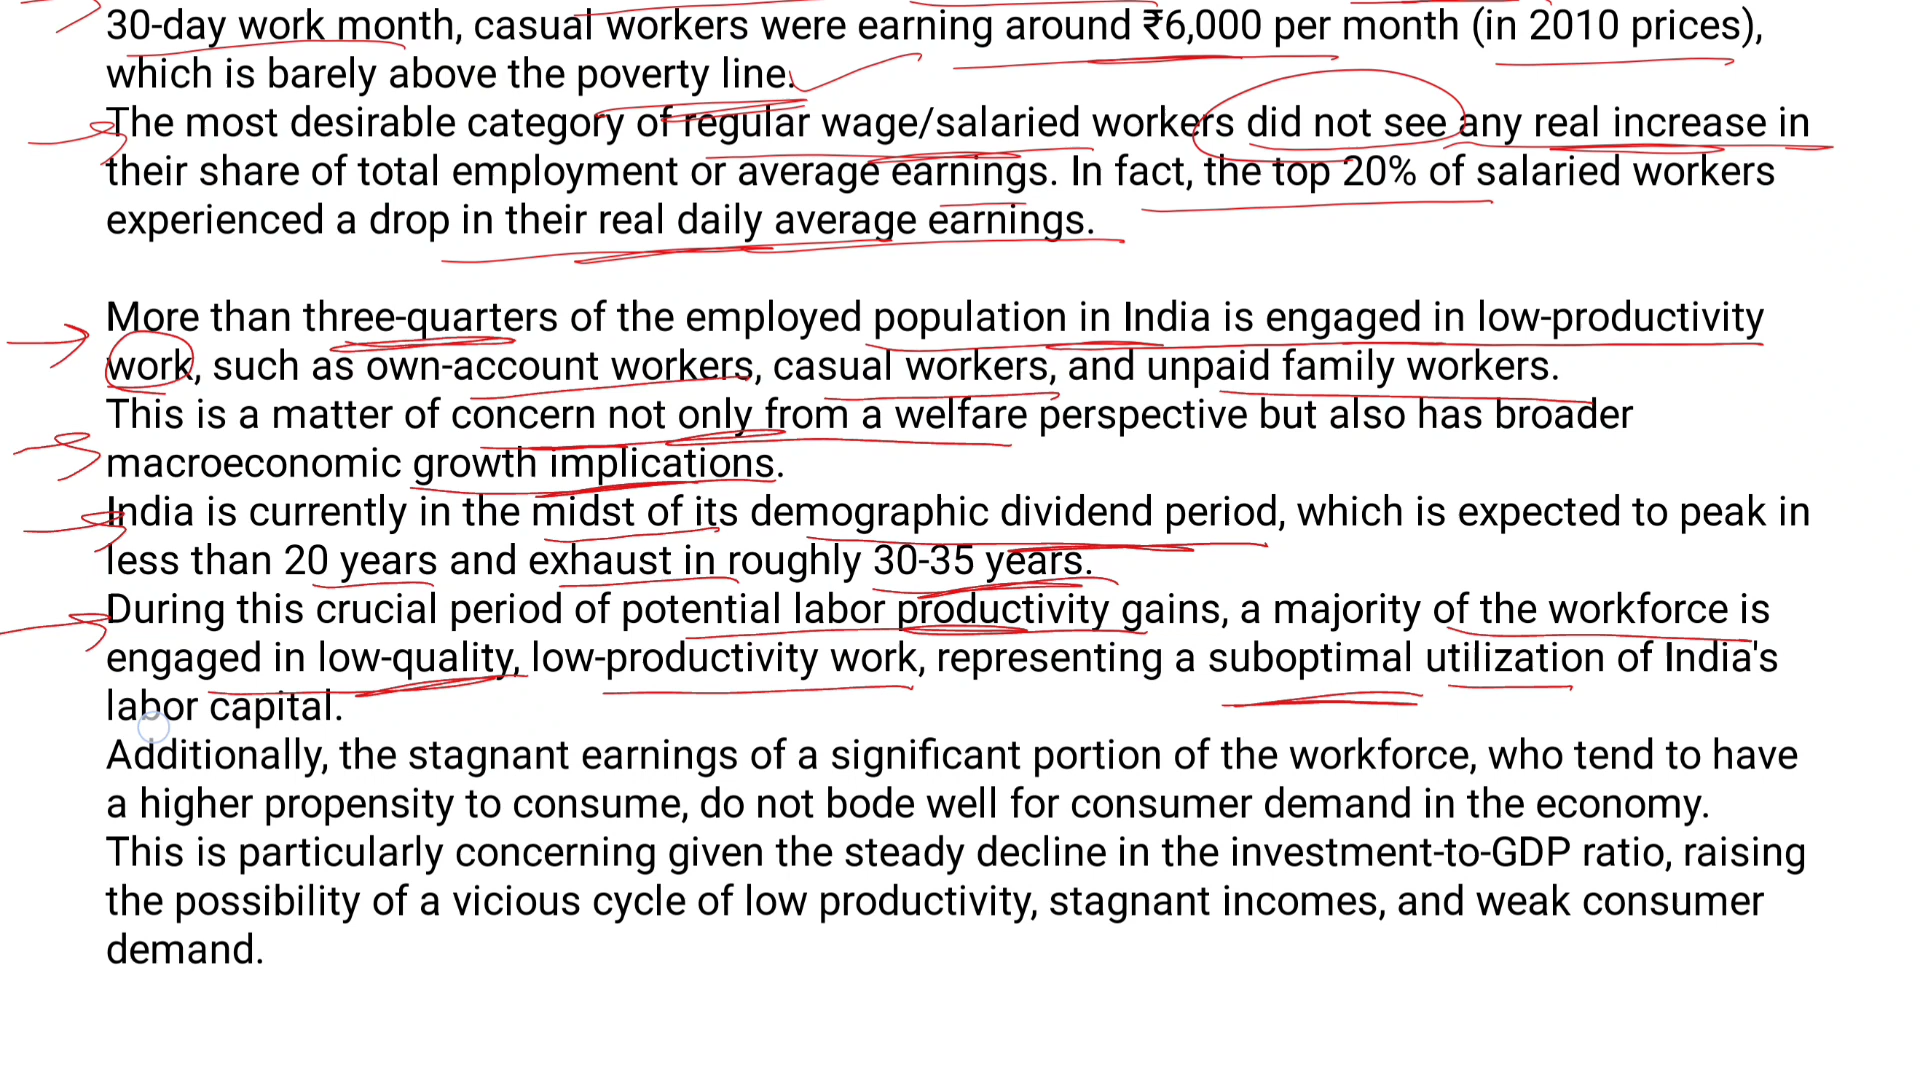 30-day work month, casual workers were earning around ₹6,000 per month (in 2010 prices),
which is barely above the poverty line.
The most desirable category of regular wage/salaried workers did not see any real increase in
their share of total employment or average earnings. In fact, the top 20% of salaried workers
experienced a drop in their real daily average earnings.
More than three-quarters of the employed population in India is engaged in low-productivity
work, such as own-account workers, casual workers, and unpaid family workers.
This is a matter of concern not only from a welfare perspective but also has broader
macroeconomic growth implications.
India is currently in the midst of its demographic dividend period, which is expected to peak in
less than 20 years and exhaust in roughly 30-35 years.
During this crucial period of potential labor productivity gains, a majority of the workforce is
engaged in low-quality, low-productivity work, representing a suboptimal utilization of India's
labor capital.
Additionally, the stagnant earnings of a significant portion of the workforce, who tend to have
a higher propensity to consume, do not bode well for consumer demand in the economy.
This is particularly concerning given the steady decline in the investment-to-GDP ratio, raising
the possibility of a vicious cycle of low productivity, stagnant incomes, and weak consumer
demand.